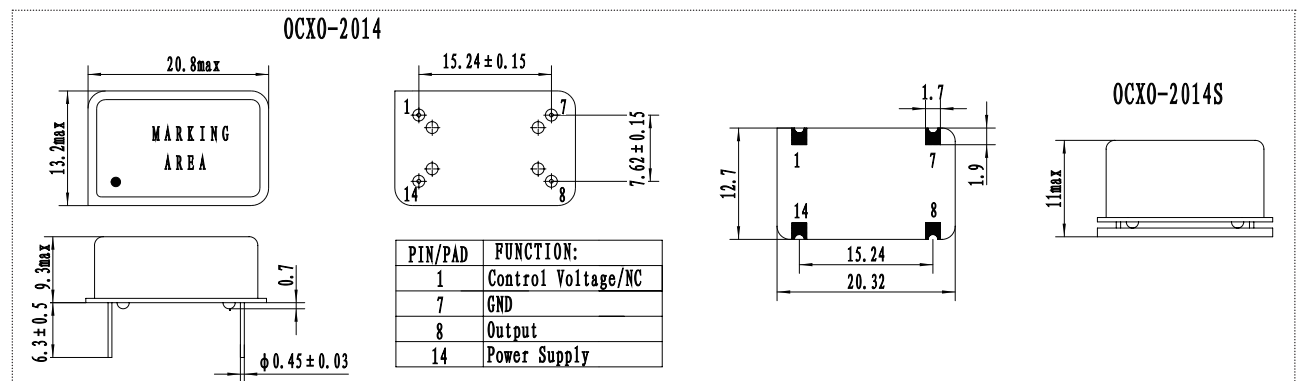 OCXO-2014
20.8max
13.2max
MARKING
AREA
15.24±0.15
1
7
14
8
7.62±0.15
9.3max
6.3±0.5
0.7
ϕ0.45±0.03
PIN/PAD FUNCTION:
1 Control Voltage/NC
7 GND
8 Output
14 Power Supply
1.7
12.7
1
7
14
8
1.9
15.24
20.32
OCXO-2014S
11max